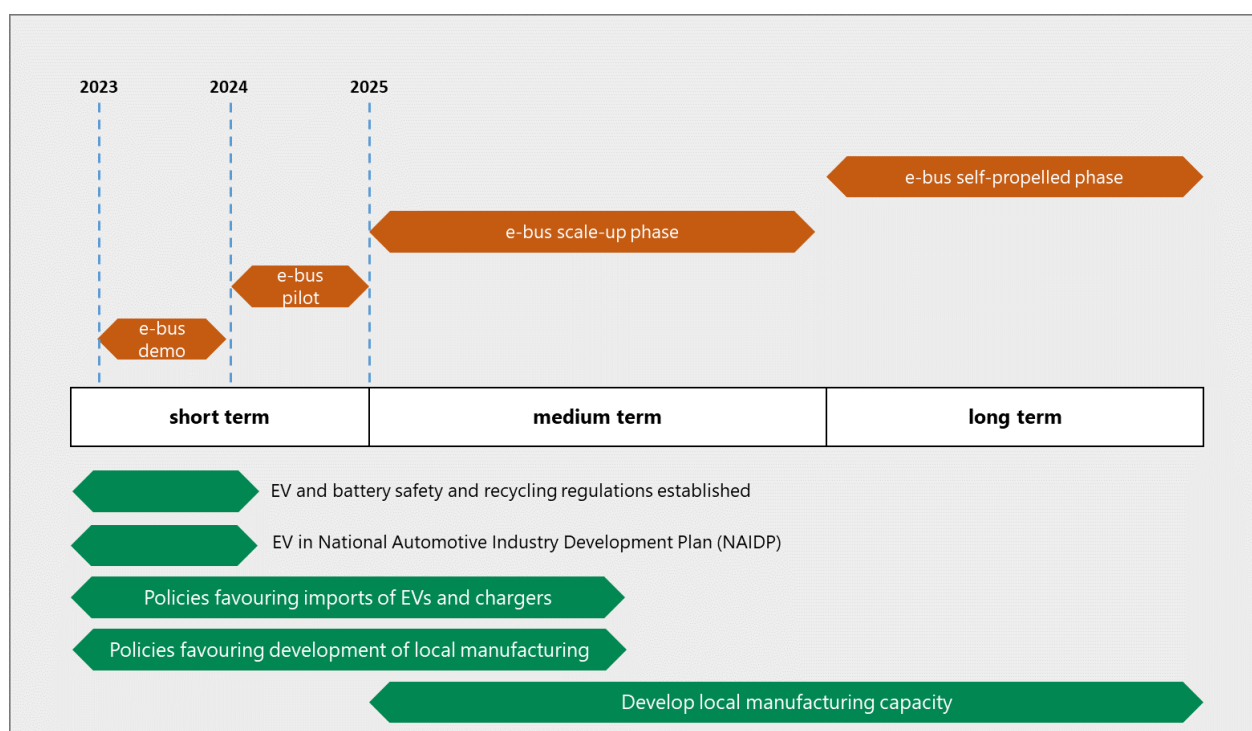 2023 2024 2025
e-bus self-propelled phase
e-bus scale-up phase
e-bus
pilot
e-bus
demo
short term medium term long term
EV and battery safety and recycling regulations established
EV in National Automotive Industry Development Plan (NAIDP)
Policies favouring imports of EVs and chargers
Policies favouring development of local manufacturing
Develop local manufacturing capacity